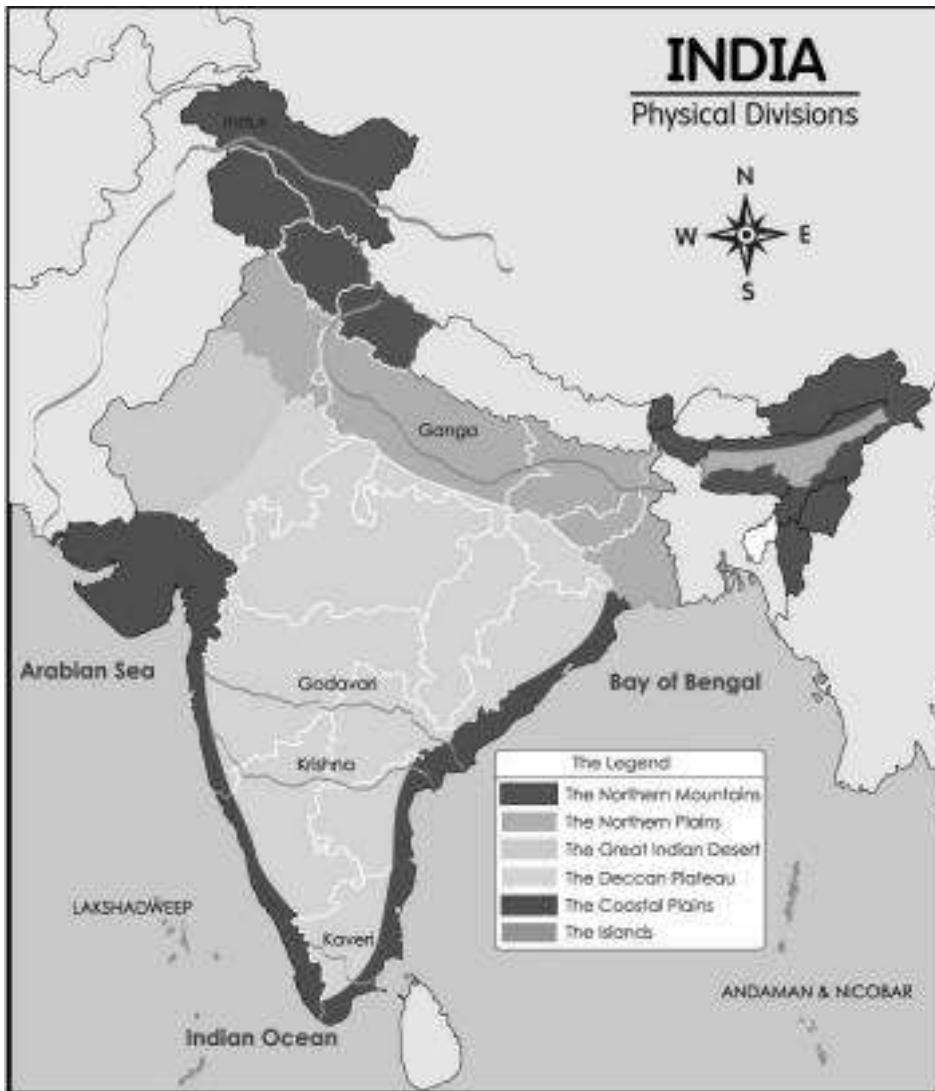 INDIA
Physical Divisions
N
W E
S
Indus
Ganga
Arabian Sea
Godavari
Bay of Bengal
Krishna
The Legend
The Northern Mountains
The Northern Plains
The Great Indian Desert
The Deccan Plateau
The Coastal Plains
The Islands
LAKSHADWEEP
Kaveri
ANDAMAN & NICOBAR
Indian Ocean